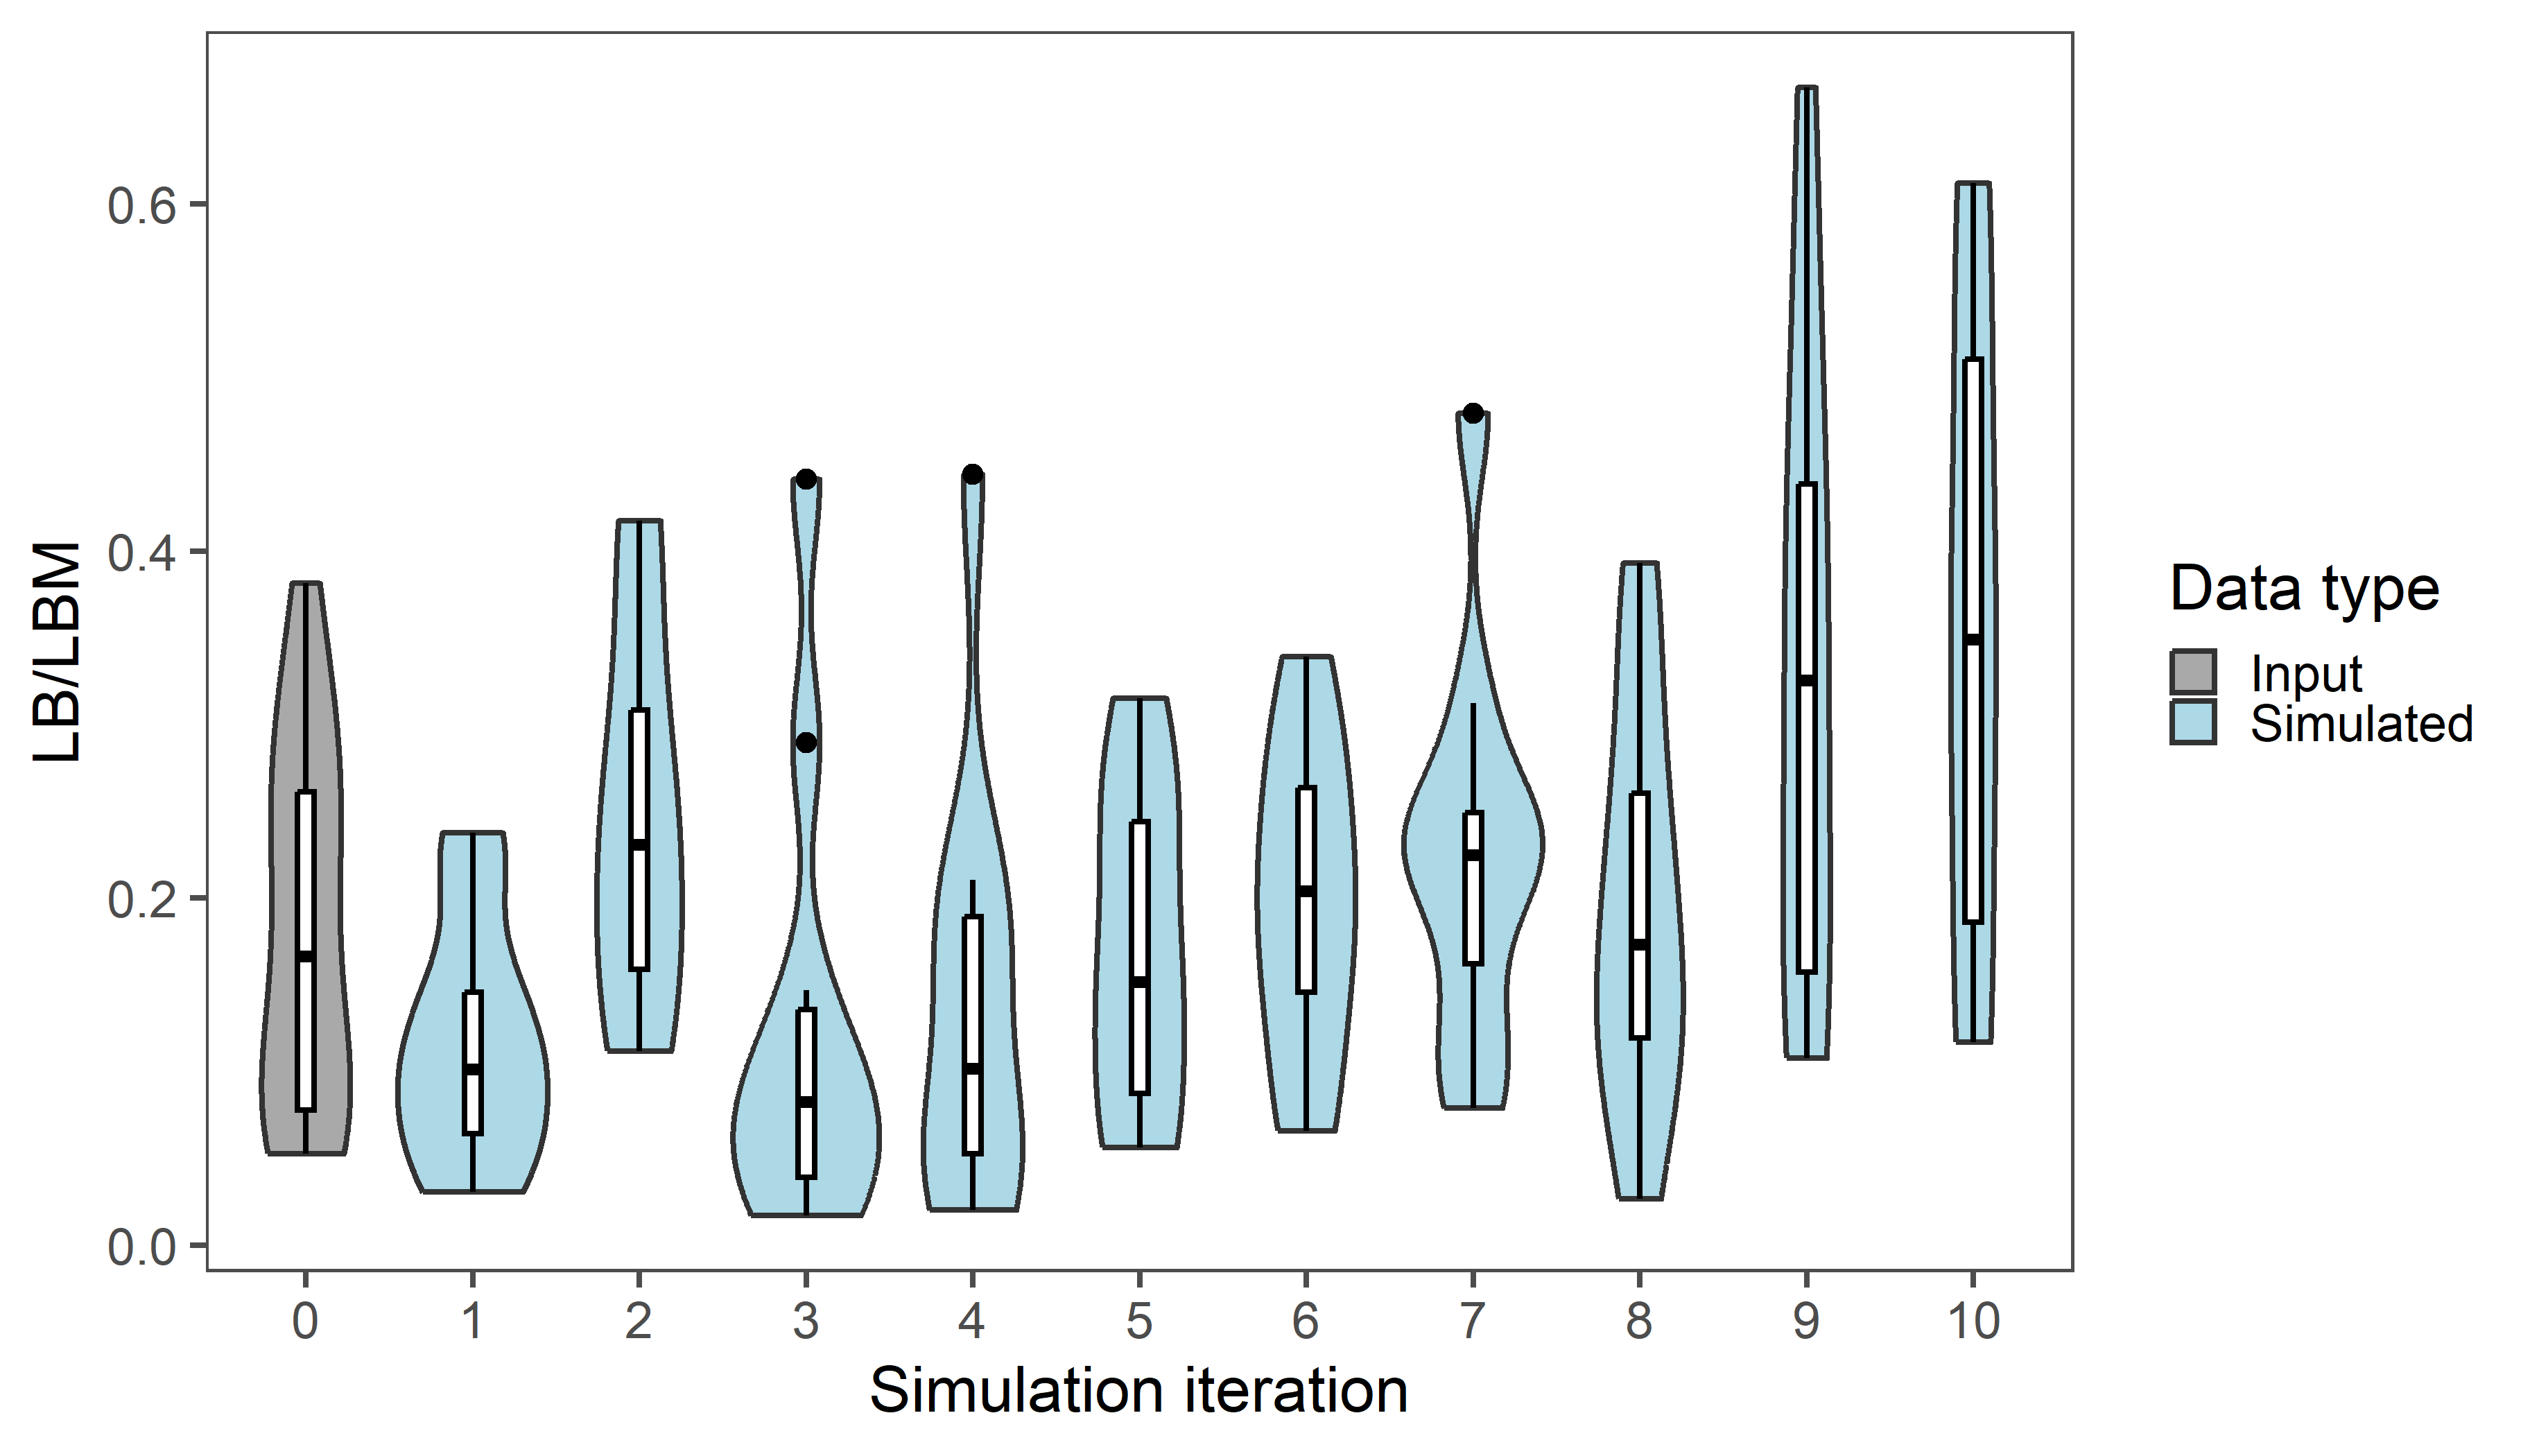 LB/LBM
0.6
0.4
0.2
0.0
0 1 2 3 4 5 6 7 8 9 10
Simulation iteration
Data type
Input
Simulated